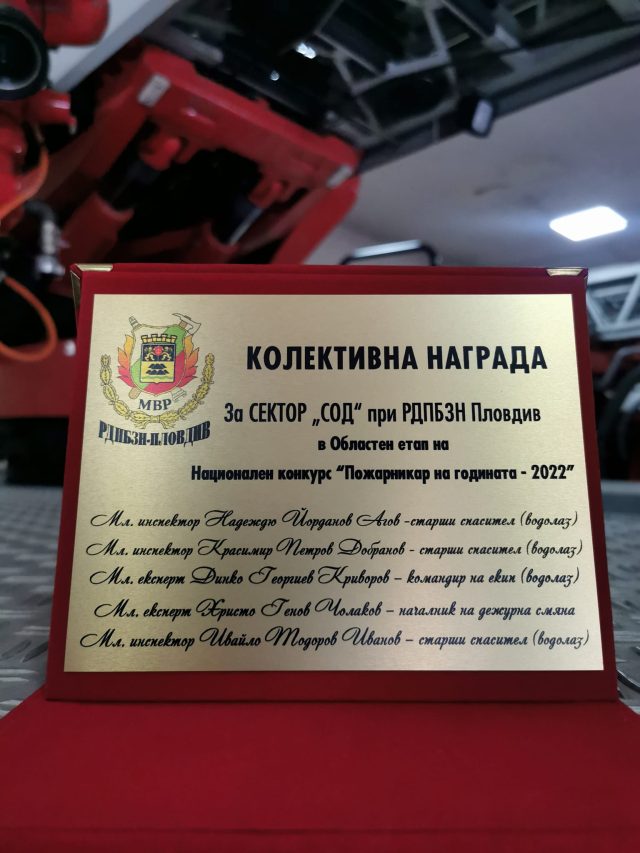 МВР
РДПБЗН-ПЛОВДИВ
КОЛЕКТИВНА НАГРАДА
За СЕКТОР „СОД“ при РДПБЗН Пловдив
в Областен етап на
Национален конкурс “Пожарникар на годината - 2022”
Мл. инспектор Надеждю Йорданов Агов -старши спасител (водолаз)
Мл. инспектор Красимир Петров Добранов - старши спасител (водолаз)
Мл. експерт Динко Георгиев Криворов – командир на екип (водолаз)
Мл. експерт Христо Генов Чолаков – началник на дежурна смяна
Мл. инспектор Ивайло Тодоров Иванов – старши спасител (водолаз)